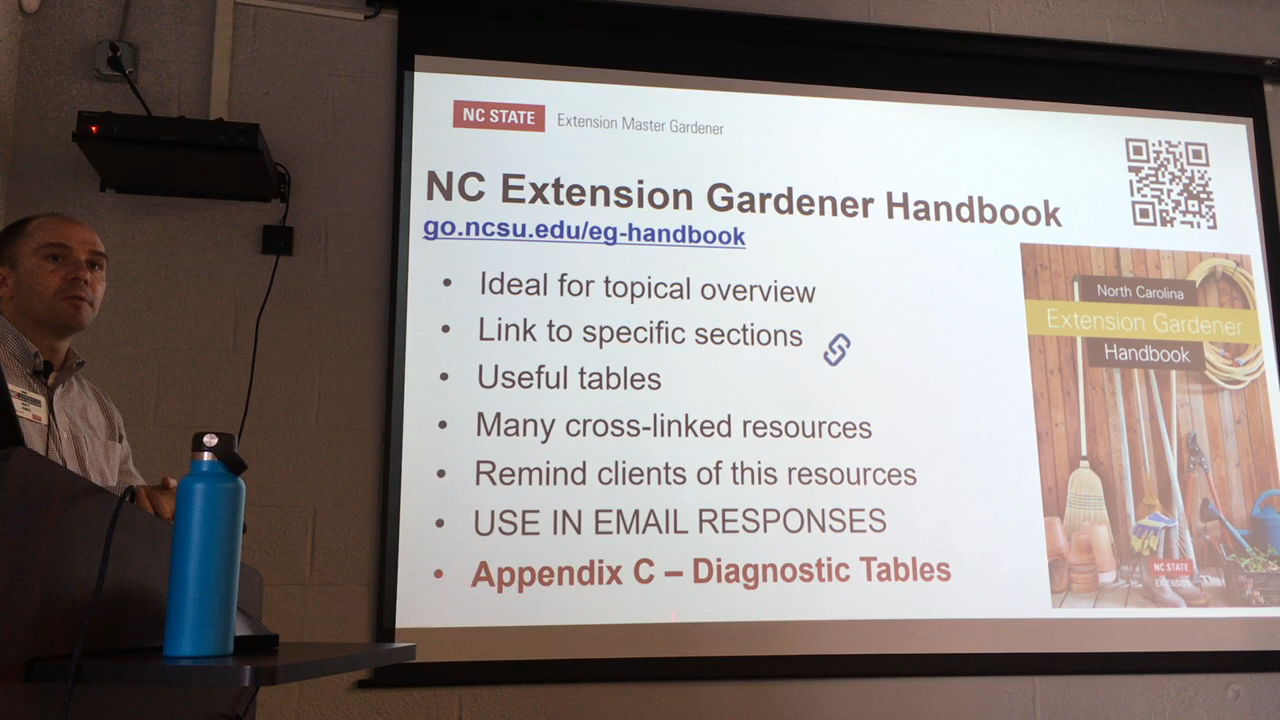 NC STATE Extension Master Gardener
NC Extension Gardener Handbook
go.ncsu.edu/eg-handbook
• Ideal for topical overview
• Link to specific sections
• Useful tables
• Many cross-linked resources
• Remind clients of this resources
• USE IN EMAIL RESPONSES
• Appendix C – Diagnostic Tables
North Carolina
Extension Gardener
Handbook
NC STATE
EXTENSION